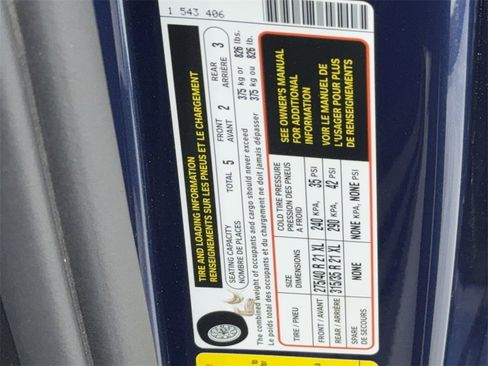 1 543 406
TIRE AND LOADING INFORMATION
RENSEIGNEMENTS SUR LES PNEUS ET LE CHARGEMENT
SEATING CAPACITY
NOMBRE DE PLACES
TOTAL 5
FRONT
AVANT 2
REAR
ARRIÈRE 3
The combined weight of occupants and cargo should never exceed 375 kg or 826 lbs.
Le poids total des occupants et du chargement ne doit jamais dépasser 375 kg ou 826 lb.
TIRE / PNEU
SIZE
DIMENSIONS
COLD TIRE PRESSURE
PRESSION DES PNEUS
A FROID
FRONT / AVANT 275/40 R 21 XL 240 KPA, 35 PSI
REAR / ARRIÈRE 315/35 R 21 XL 290 KPA, 42 PSI
SPARE
DE SECOURS
NONE NONE KPA, NONE PSI
SEE OWNER'S MANUAL
FOR ADDITIONAL
INFORMATION
VOIR LE MANUEL DE
L'USAGER POUR PLUS
DE RENSEIGNEMENTS